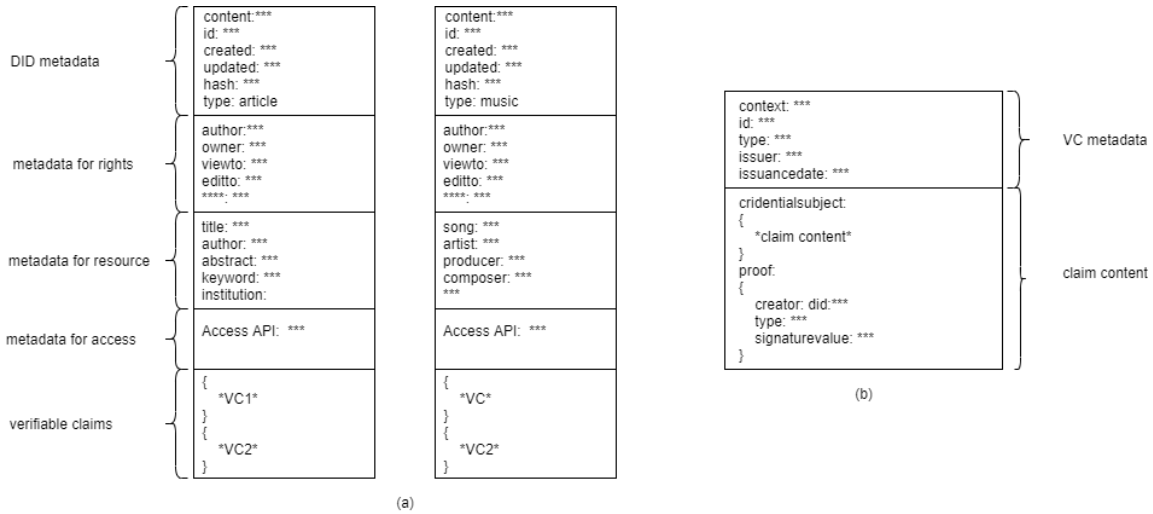 DID metadata
content:***
id: ***
created: ***
updated: ***
hash: ***
type: article
metadata for rights
author:***
owner: ***
viewto: ***
editto: ***
****: ***
metadata for resource
title: ***
author: ***
abstract: ***
keyword: ***
institution:
metadata for access
Access API: ***
verifiable claims
{
*VC1*
}
{
*VC2*
}
content:***
id: ***
created: ***
updated: ***
hash: ***
type: music
author:***
owner: ***
viewto: ***
editto: ***
****: ***
song: ***
artist: ***
producer: ***
composer: ***
***
Access API: ***
{
*VC*
}
{
*VC2*
}
(a)
context: ***
id: ***
type: ***
issuer: ***
issuancedate: ***
VC metadata
cridentialsubject:
{
*claim content*
}
proof:
{
creator: did:***
type: ***
signaturevalue: ***
}
claim content
(b)